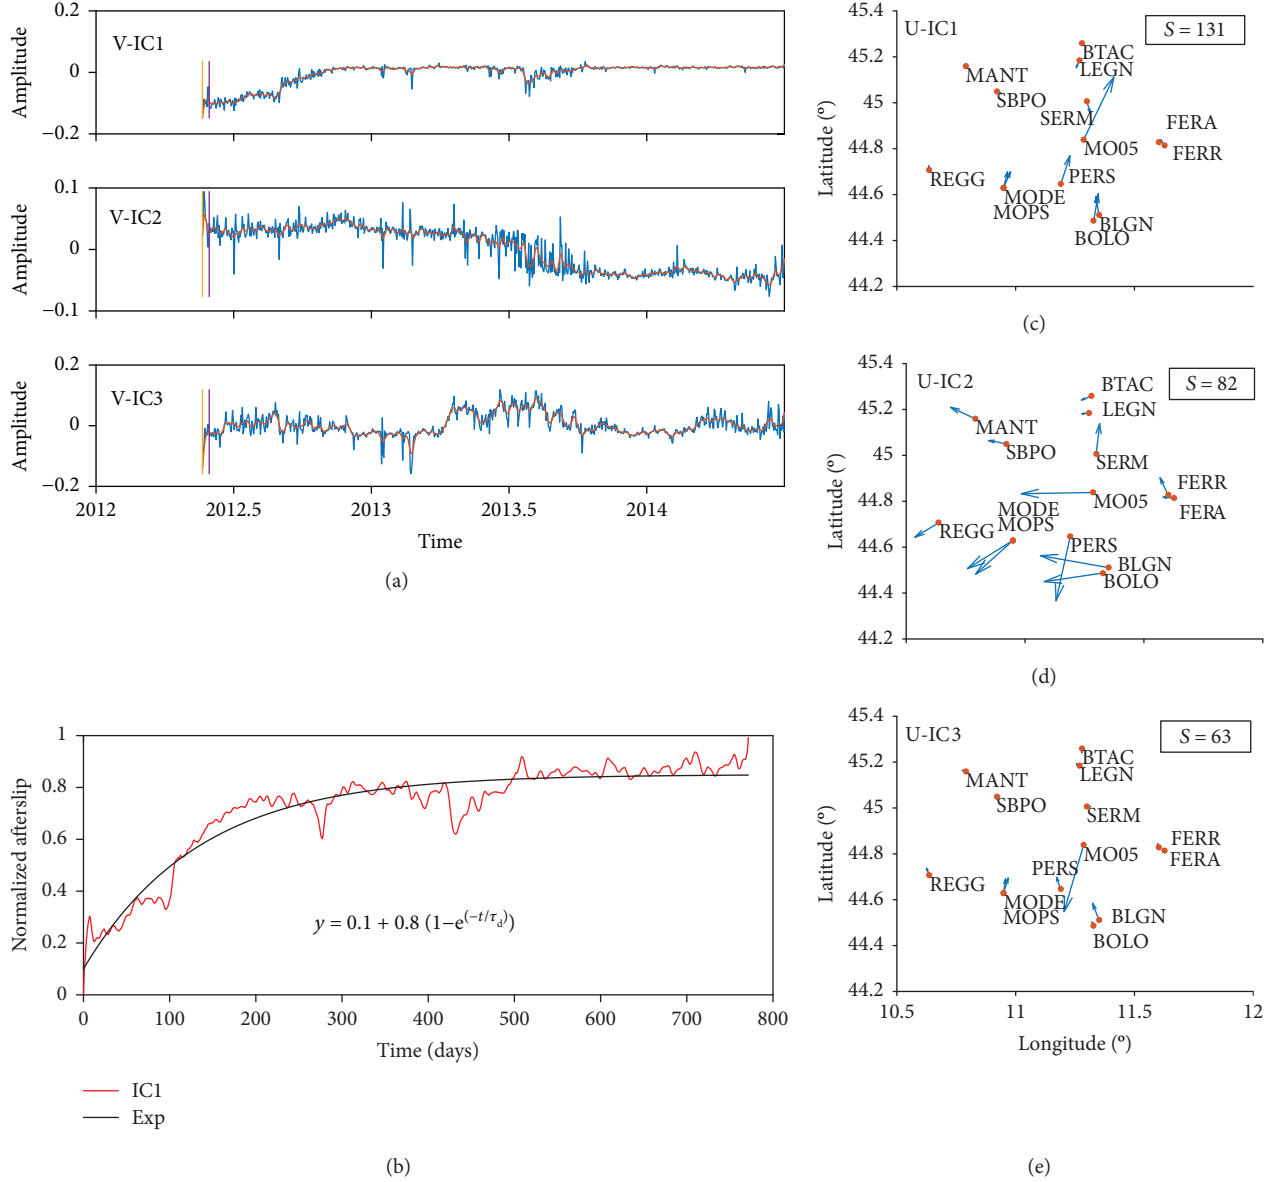 0.2
V-IC1
Amplitude
0
−0.2
0.1
V-IC2
Amplitude
0
−0.1
0.2
V-IC3
Amplitude
0
−0.2
2012
2012.5
2013
2013.5
2014
Time
(a)
1
0.8
0.6
0.4
0.2
0
Normalized afterslip
y = 0.1 + 0.8 (1−e(−t/τd))
0
100
200
300
400
500
600
700
800
Time (days)
IC1
Exp
(b)
45.4
45.2
45
44.8
44.6
44.4
44.2
Latitude (º)
U-IC1
S = 131
BTAC
LEGN
MANT
SBPO
SERM
FERA
MO05
FERR
REGG
PERS
MODE
MOPS
BLGN
BOLO
(c)
45.4
45.2
45
44.8
44.6
44.4
44.2
Latitude (º)
U-IC2
S = 82
BTAC
LEGN
MANT
SBPO
SERM
FERR
MO05
FERA
MODE
MOPS
REGG
PERS
BLGN
BOLO
(d)
45.4
45.2
45
44.8
44.6
44.4
44.2
Latitude (º)
U-IC3
S = 63
BTAC
LEGN
MANT
SBPO
SERM
FERR
MO05
FERA
PERS
REGG
MODE
MOPS
BLGN
BOLO
10.5
11
11.5
12
Longitude (º)
(e)